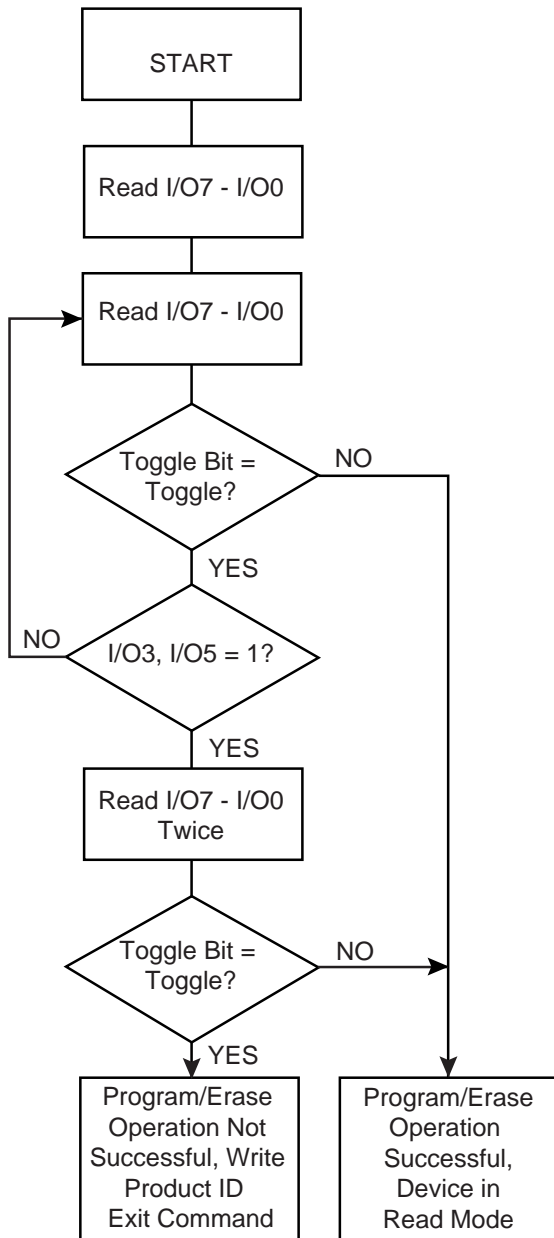 START
Read I/O7 - I/O0
Read I/O7 - I/O0
Toggle Bit =
Toggle?
NO
YES
NO
I/O3, I/O5 = 1?
YES
Read I/O7 - I/O0
Twice
Toggle Bit =
Toggle?
NO
YES
Program/Erase
Operation Not
Successful, Write
Product ID
Exit Command
Program/Erase
Operation
Successful,
Device in
Read Mode